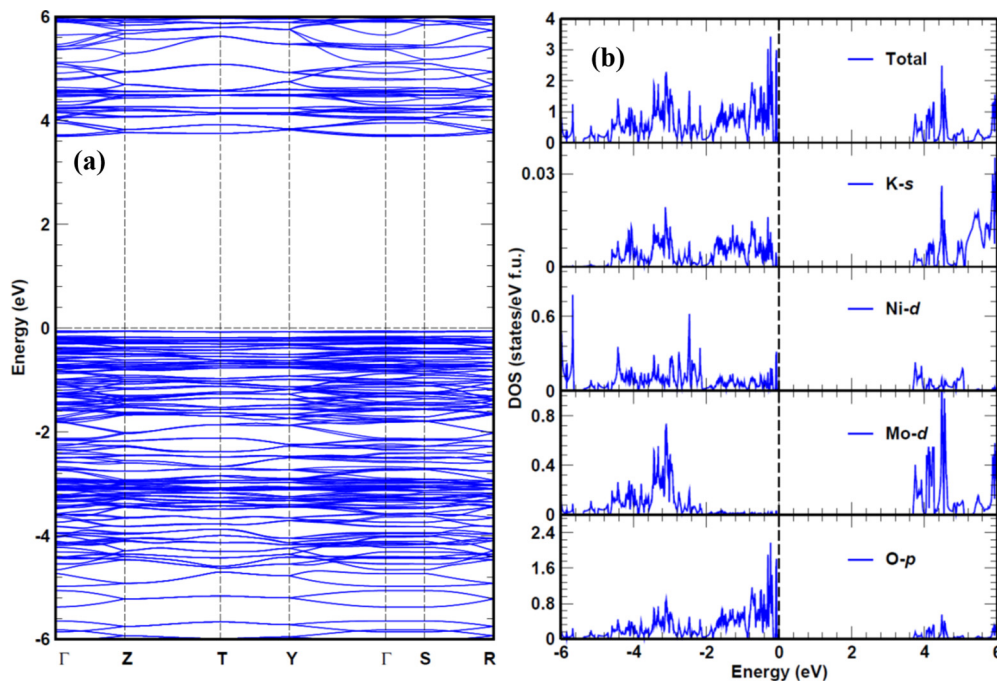 (a)
Energy (eV)
6
4
2
0
-2
-4
-6
Γ Z T Y Γ S R
(b)
DOS (states/eV f.u.)
4
3
2
1
0
Total
0.03
0
K-s
0.6
0
Ni-d
0.8
0.4
0
Mo-d
2.4
1.6
0.8
0
O-p
-6 -4 -2 0 2 4 6
Energy (eV)